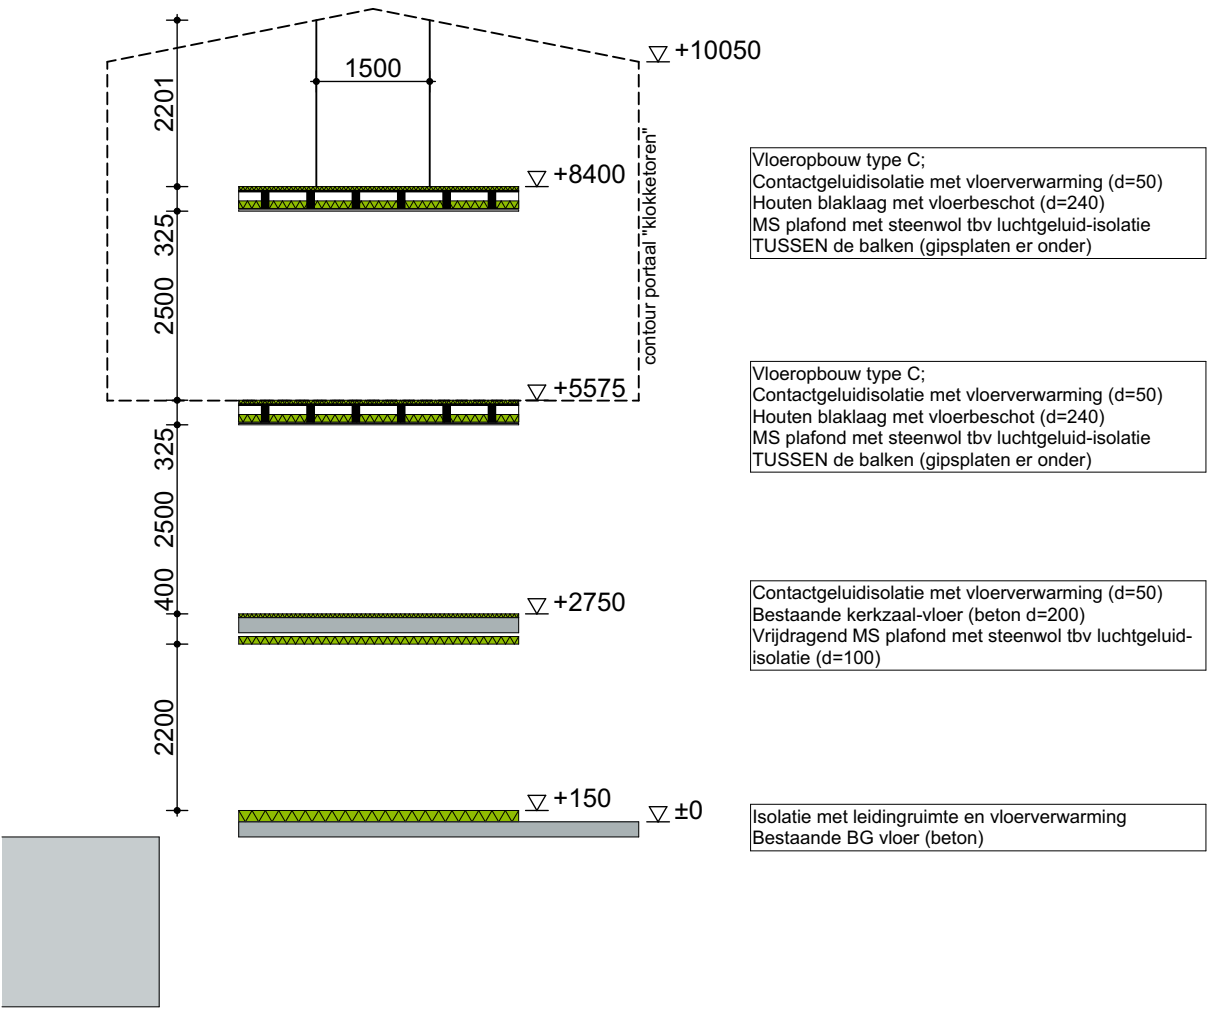 +10050
1500
2201
+8400
Vloeropbouw type C;
Contactgeluidisolatie met vloerverwarming (d=50)
Houten blaklaag met vloerbeschot (d=240)
MS plafond met steenwol tbv luchtgeluid-isolatie
TUSSEN de balken (gipsplaten er onder)
325
contour portaal "klokketoren"
2500
+5575
Vloeropbouw type C;
Contactgeluidisolatie met vloerverwarming (d=50)
Houten blaklaag met vloerbeschot (d=240)
MS plafond met steenwol tbv luchtgeluid-isolatie
TUSSEN de balken (gipsplaten er onder)
325
2500
400
+2750
Contactgeluidisolatie met vloerverwarming (d=50)
Bestaande kerkzaal-vloer (beton d=200)
Vrijdragend MS plafond met steenwol tbv luchtgeluid-
isolatie (d=100)
2200
+150
±0
Isolatie met leidingruimte en vloerverwarming
Bestaande BG vloer (beton)